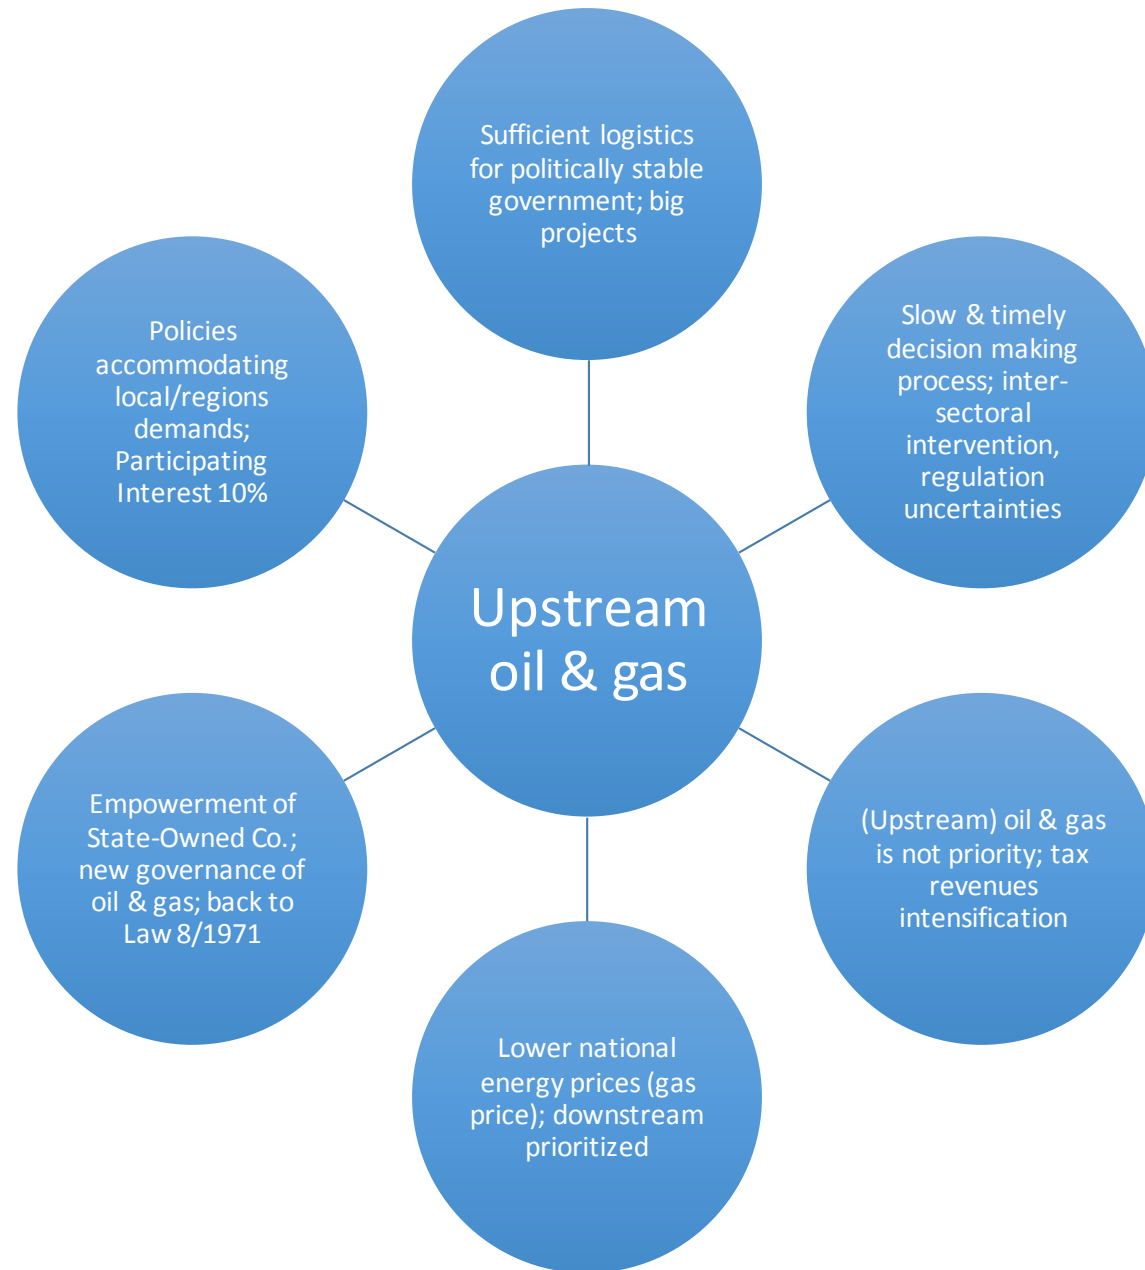 Sufficient logistics
for politically stable
government; big
projects
Slow & timely
decision making
process; inter-
sectoral
intervention,
regulation
uncertainties
(Upstream) oil & gas
is not priority; tax
revenues
intensification
Lower national
energy prices (gas
price); downstream
prioritized
Empowerment of
State-Owned Co.;
new governance of
oil & gas; back to
Law 8/1971
Policies
accommodating
local/regions
demands;
Participating
Interest 10%
Upstream
oil & gas